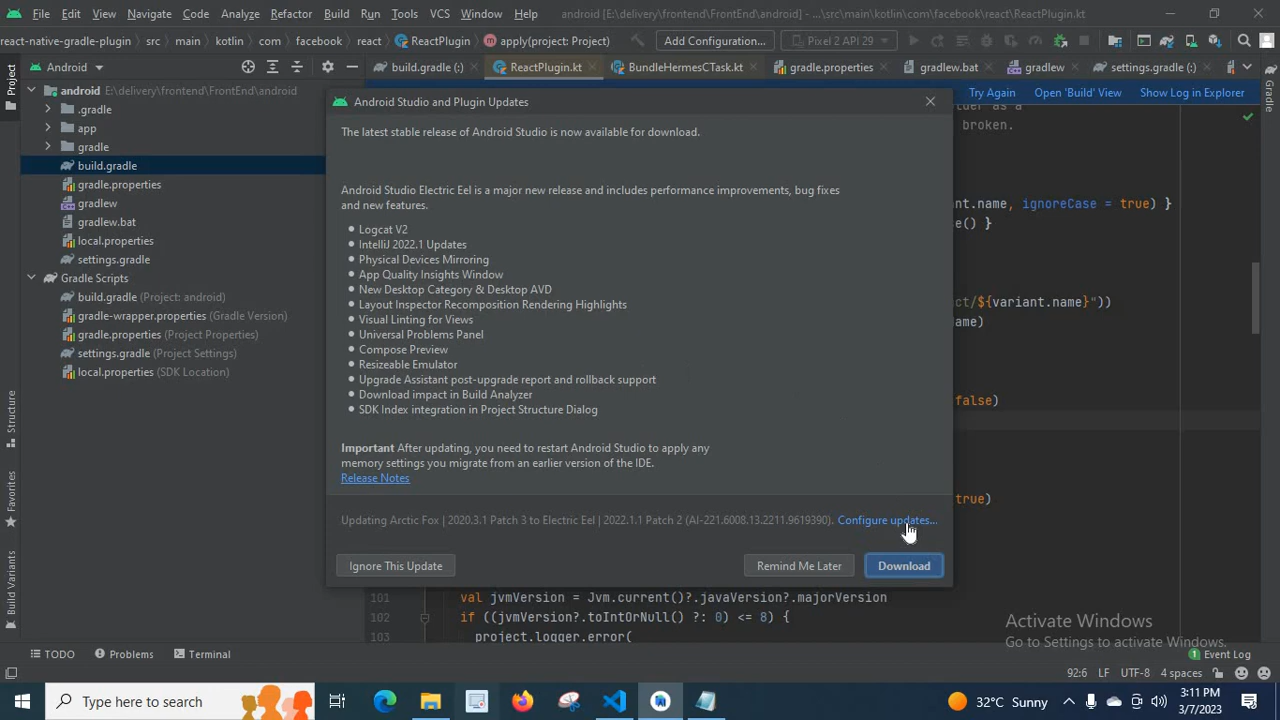 File Edit View Navigate Code Analyze Refactor Build Run Tools VCS Window Help android [E:\delivery\frontend\FrontEnd\android] - ...\src\main\kotlin\com\facebook\react\ReactPlugin.kt
react-native-gradle-plugin src main kotlin com facebook react ReactPlugin apply(project: Project) Add Configuration... Pixel 2 API 29
Project Android build.gradle (:) ReactPlugin.kt BundleHermesCTask.kt gradle.properties gradlew.bat gradlew settings.gradle (:) Gradle
android E:\delivery\frontend\FrontEnd\android
Try Again Open 'Build' View Show Log in Explorer
.gradle
app
gradle
build.gradle
gradle.properties
gradlew
gradlew.bat
local.properties
settings.gradle
Gradle Scripts
build.gradle (Project: android)
gradle-wrapper.properties (Gradle Version)
gradle.properties (Project Properties)
settings.gradle (Project Settings)
local.properties (SDK Location)
Structure
Favorites
Build Variants
Android Studio and Plugin Updates
The latest stable release of Android Studio is now available for download.
Android Studio Electric Eel is a major new release and includes performance improvements, bug fixes
and new features.
Logcat V2
IntelliJ 2022.1 Updates
Physical Devices Mirroring
App Quality Insights Window
New Desktop Category & Desktop AVD
Layout Inspector Recomposition Rendering Highlights
Visual Linting for Views
Universal Problems Panel
Compose Preview
Resizeable Emulator
Upgrade Assistant post-upgrade report and rollback support
Download impact in Build Analyzer
SDK Index integration in Project Structure Dialog
Important After updating, you need to restart Android Studio to apply any
memory settings you migrate from an earlier version of the IDE.
Release Notes
Updating Arctic Fox | 2020.3.1 Patch 3 to Electric Eel | 2022.1.1 Patch 2 (AI-221.6008.13.2211.9619390). Configure updates...
Ignore This Update Remind Me Later Download
as a
broken.
.name, ignoreCase = true) }
() }
/${variant.name}"))
false)
true)
101 val jvmVersion = Jvm.current()?.javaVersion?.majorVersion
102 if ((jvmVersion?.toIntOrNull() ?: 0) <= 8) {
103 project.logger.error(
Activate Windows
Go to Settings to activate Windows.
TODO Problems Terminal 1 Event Log
92:6 LF UTF-8 4 spaces
Type here to search 32°C Sunny 3:11 PM
3/7/2023